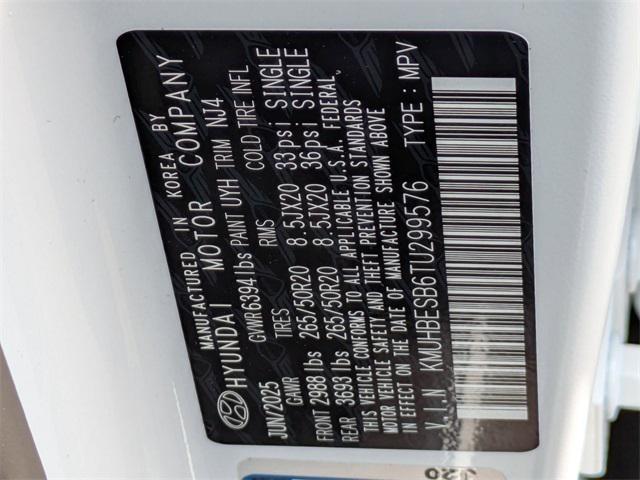 MANUFACTURED IN KOREA BY
HYUNDAI MOTOR COMPANY
JUN/2025 GVWR 6394 lbs PAINT UYH TRIM NJ4
GAWR TIRES RIMS COLD TIRE INFL
FRONT 2988 lbs 265/50R20 8.5JX20 33psi SINGLE
REAR 3693 lbs 265/50R20 8.5JX20 36psi SINGLE
THIS VEHICLE CONFORMS TO ALL APPLICABLE U.S.A. FEDERAL
MOTOR VEHICLE SAFETY AND THEFT PREVENTION STANDARDS
IN EFFECT ON THE DATE OF MANUFACTURE SHOWN ABOVE
V.I.N KMUHBESB6TU299576 TYPE : MPV